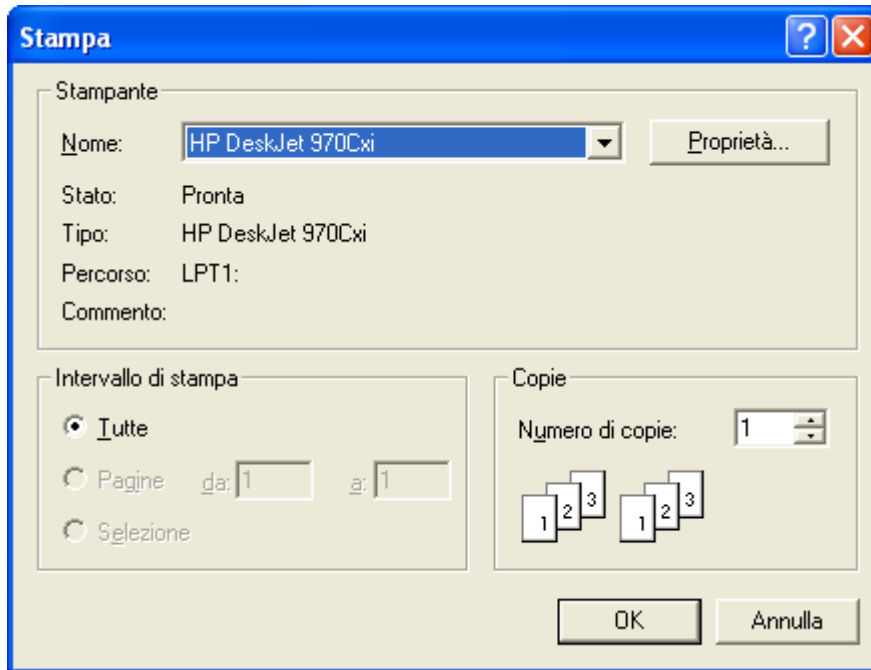 Stampa
Stampante
Nome: HP DeskJet 970Cxi Proprietà...
Stato: Pronta
Tipo: HP DeskJet 970Cxi
Percorso: LPT1:
Commento:
Intervallo di stampa
Tutte
Pagine da: 1 a: 1
Selezione
Copie
Numero di copie: 1
1 2 3 1 2 3
OK Annulla